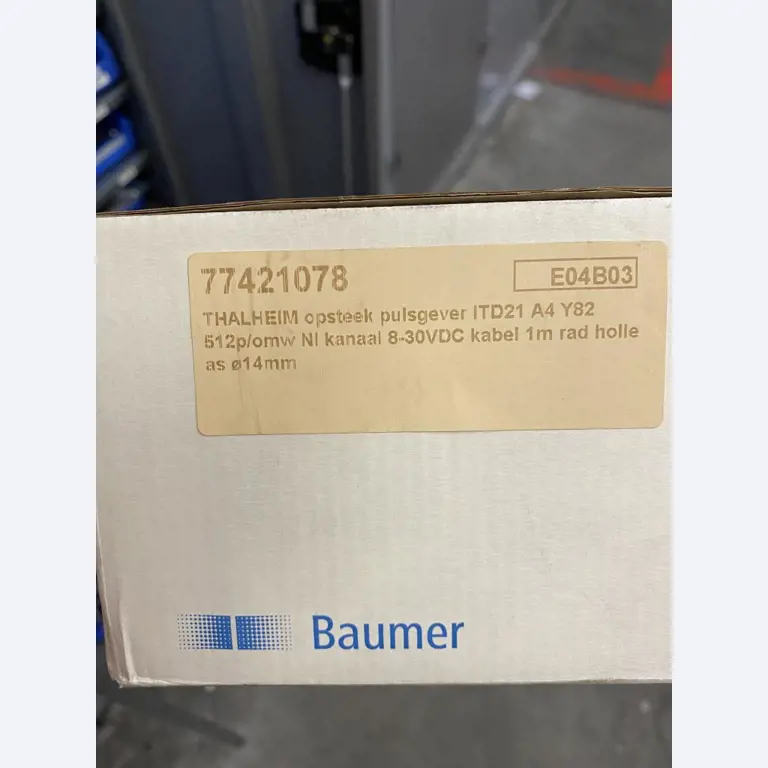 77421078
E04B03
THALHEIM opsteek pulsgever ITD21 A4 Y82
512p/omw NI kanaal 8-30VDC kabel 1m rad holle
as ø14mm
Baumer